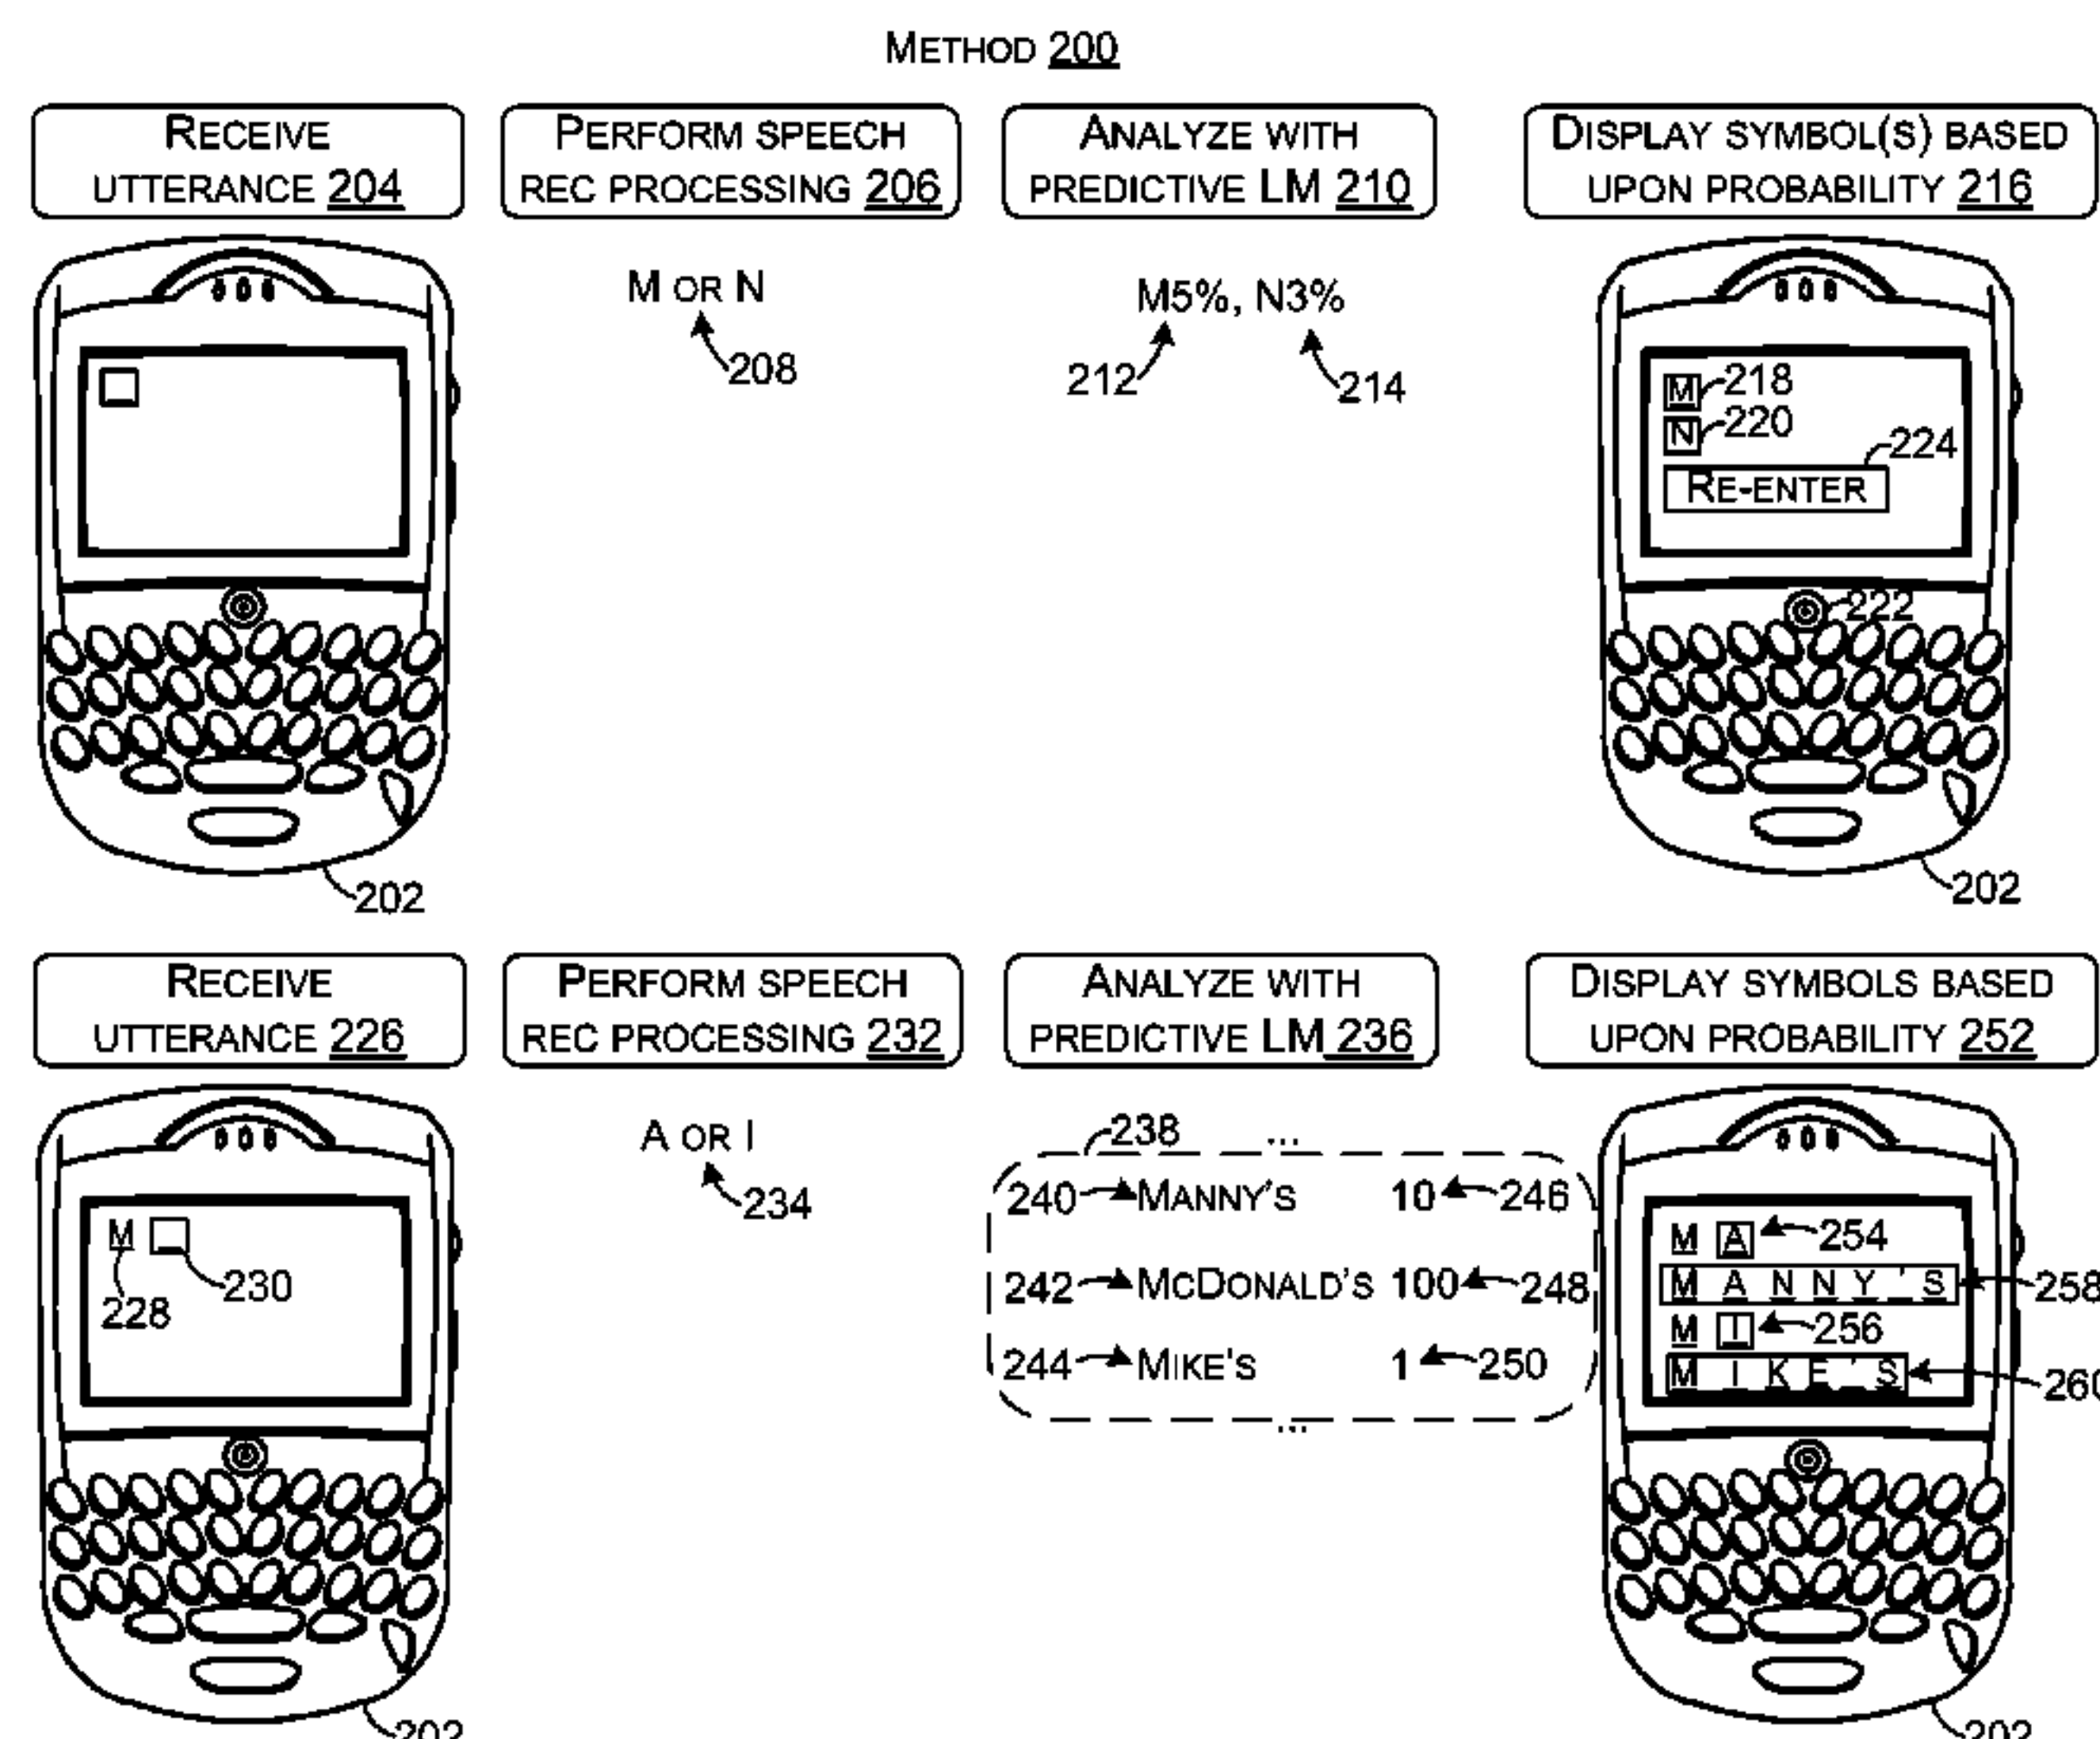 METHOD 200
RECEIVE UTTERANCE 204
PERFORM SPEECH REC PROCESSING 206
ANALYZE WITH PREDICTIVE LM 210
DISPLAY SYMBOL(S) BASED UPON PROBABILITY 216
M OR N
208
M5%, N3%
212
214
M
218
N
220
224
RE-ENTER
222
202
202
RECEIVE UTTERANCE 226
PERFORM SPEECH REC PROCESSING 232
ANALYZE WITH PREDICTIVE LM 236
DISPLAY SYMBOLS BASED UPON PROBABILITY 252
M
228
230
A OR I
234
238
...
240 MANNY'S 10 246
242 MCDONALD'S 100 248
244 MIKE'S 1 250
...
M A 254
M A N N Y ' S 258
M I 256
M I K E ' S 260
202
202